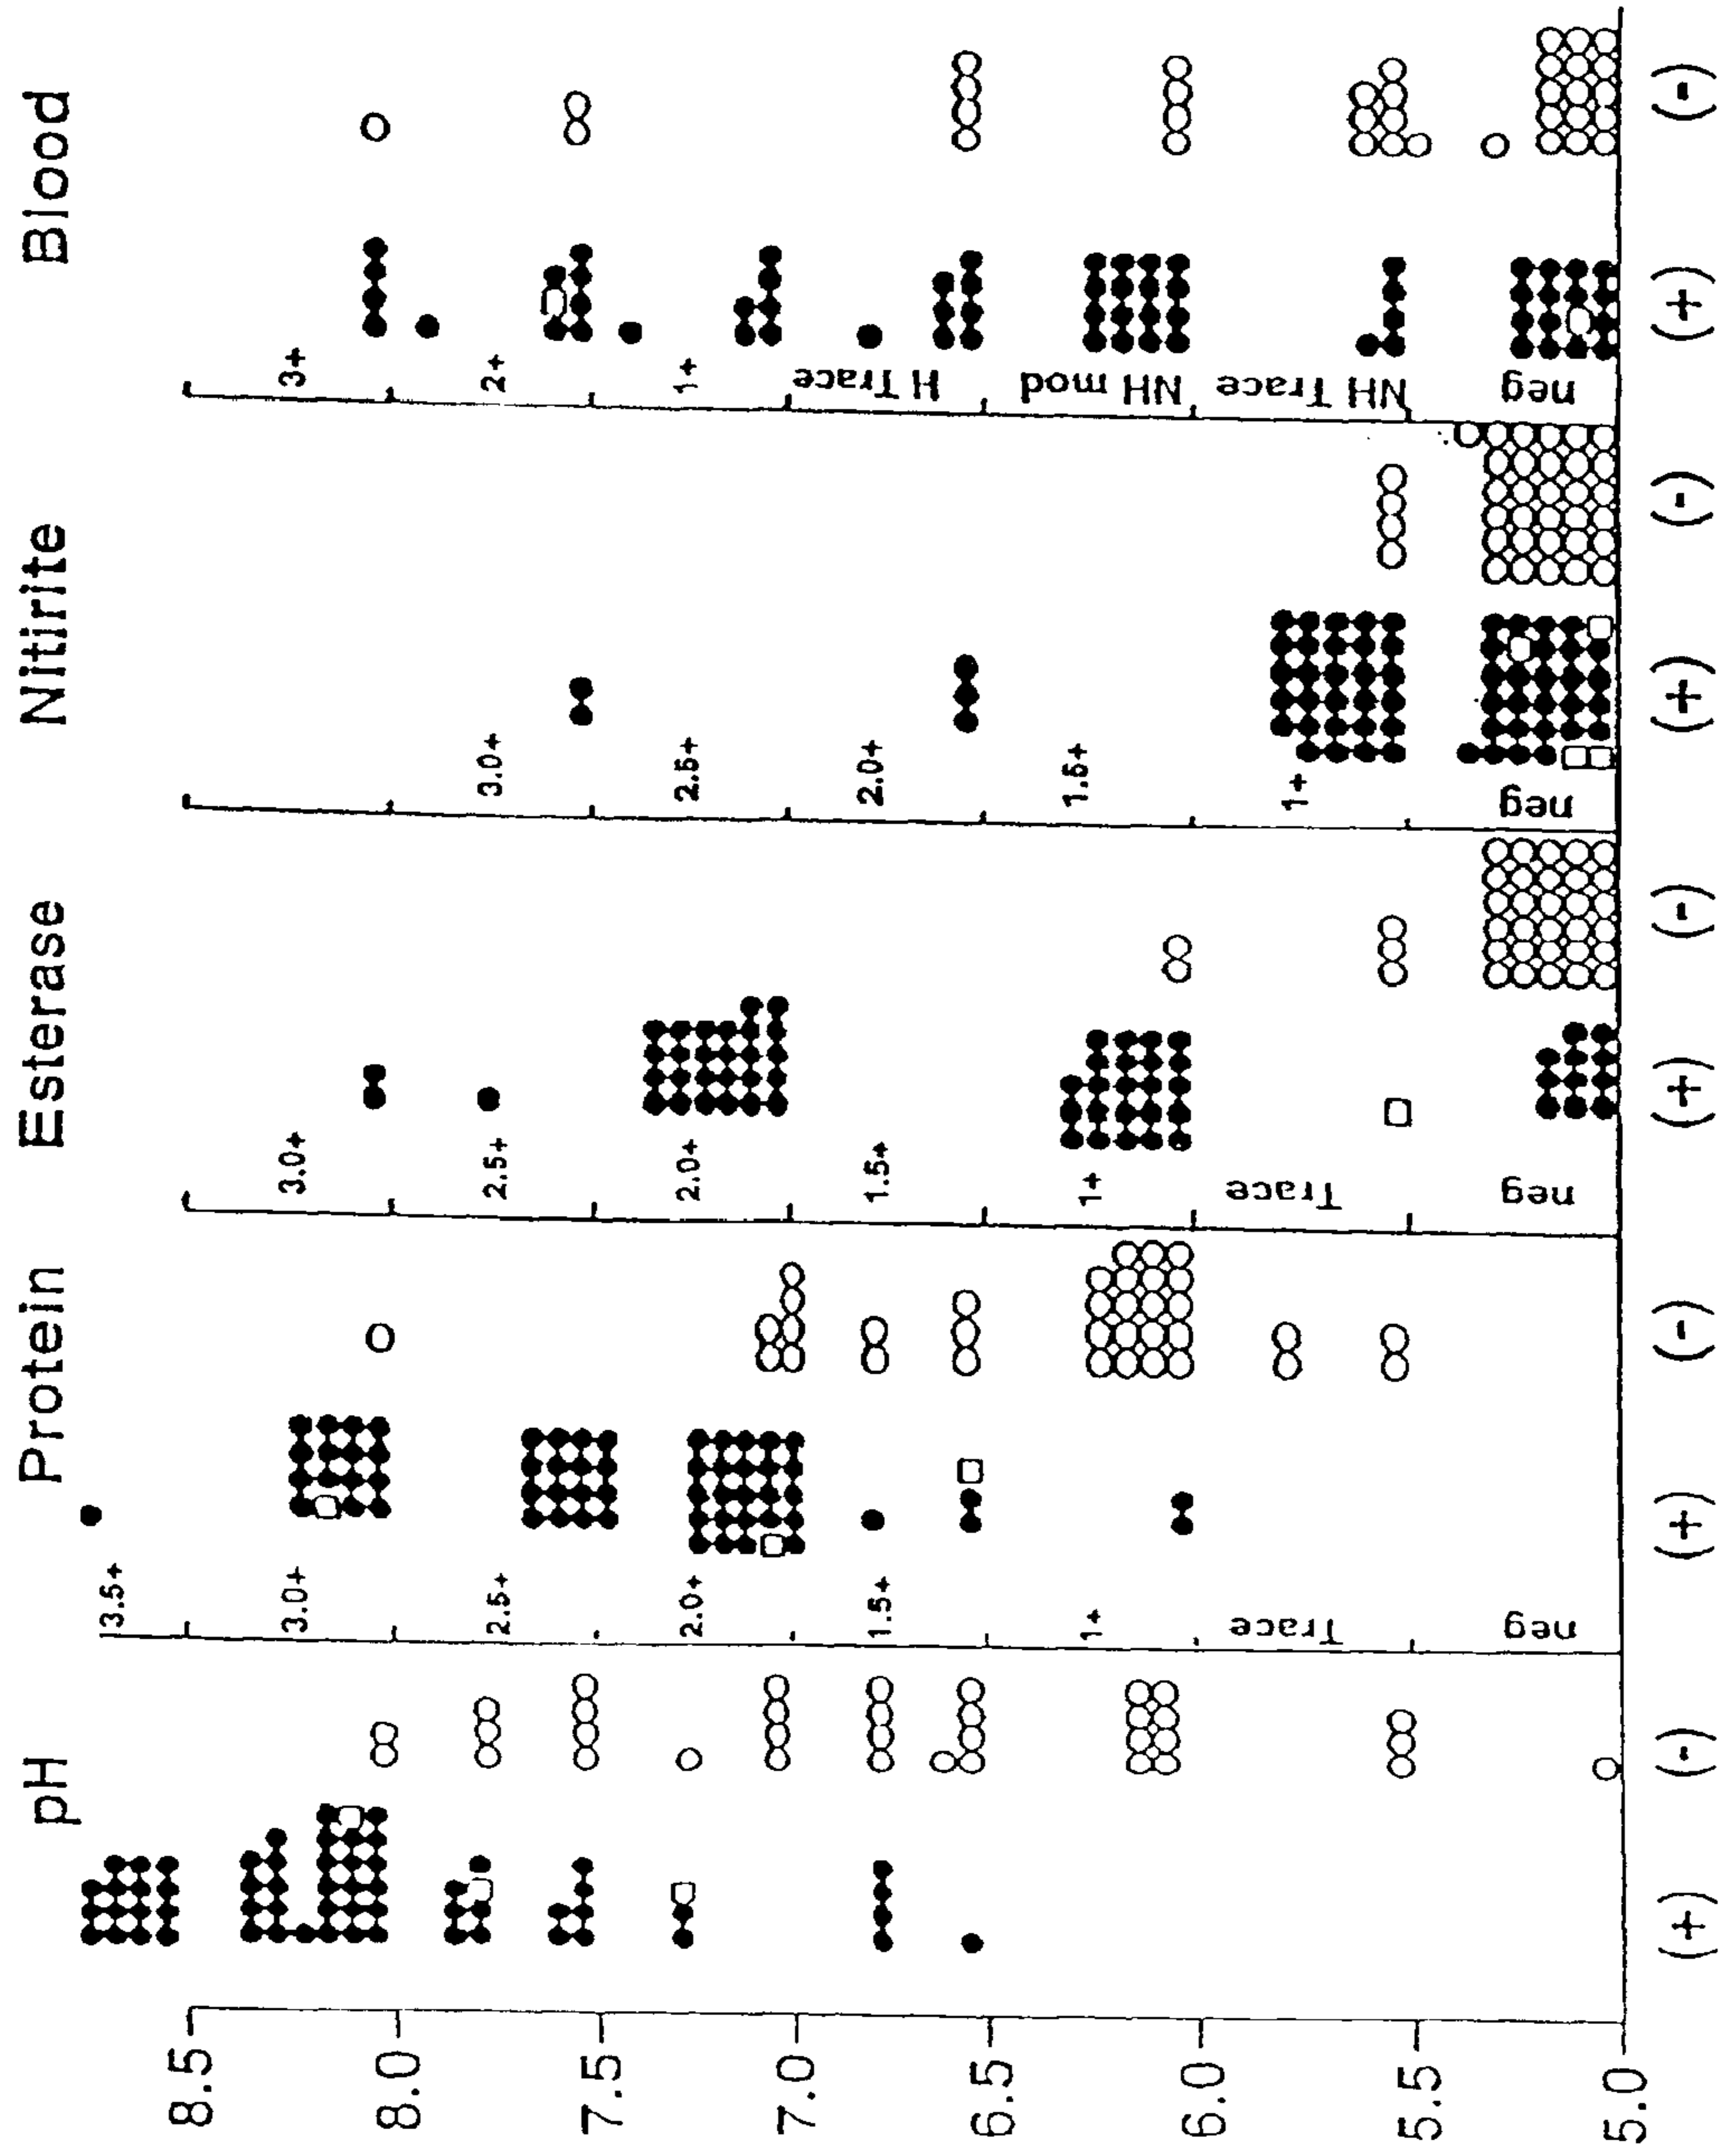 pH
Protein
Esterase
Nitirite
Blood
8.5
8.0
7.5
7.0
6.5
6.0
5.5
5.0
3.5+
3.0+
2.5+
2.0+
1.5+
1+
Trace
neg
3.0+
2.5+
2.0+
1.5+
1+
Trace
neg
3.0+
2.5+
2.0+
1.5+
1+
neg
3+
2+
1+
H Trace
NH mod
NH Trace
neg
(+) (-) (+) (-) (+) (-) (+) (-) (+) (-)